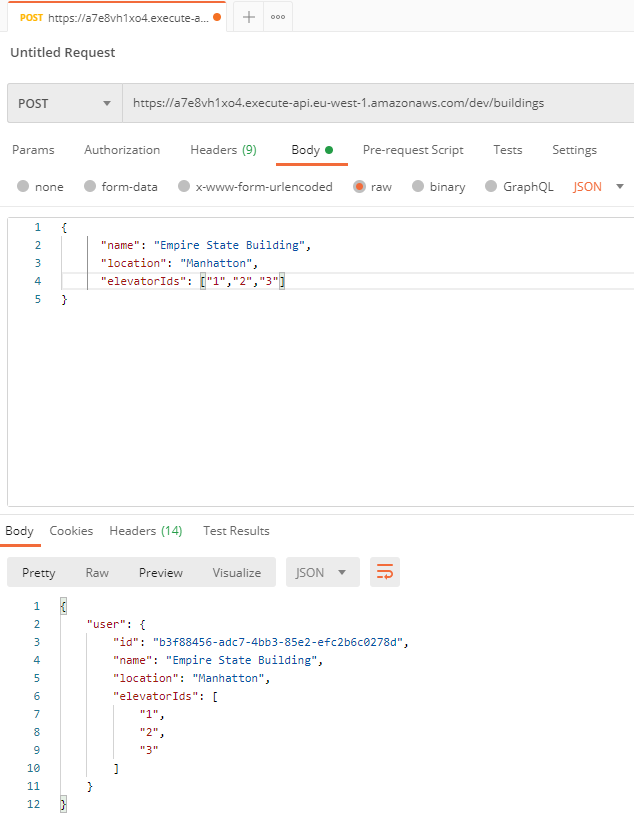 POST https://a7e8vh1xo4.execute-a...
Untitled Request
POST https://a7e8vh1xo4.execute-api.eu-west-1.amazonaws.com/dev/buildings
Params Authorization Headers (9) Body Pre-request Script Tests Settings
none form-data x-www-form-urlencoded raw binary GraphQL JSON
1 {
2 "name": "Empire State Building",
3 "location": "Manhatton",
4 "elevatorIds": ["1","2","3"]
5 }
Body Cookies Headers (14) Test Results
Pretty Raw Preview Visualize JSON
1 {
2 "user": {
3 "id": "b3f88456-adc7-4bb3-85e2-efc2b6c0278d",
4 "name": "Empire State Building",
5 "location": "Manhatton",
6 "elevatorIds": [
7 "1",
8 "2",
9 "3"
10 ]
11 }
12 }